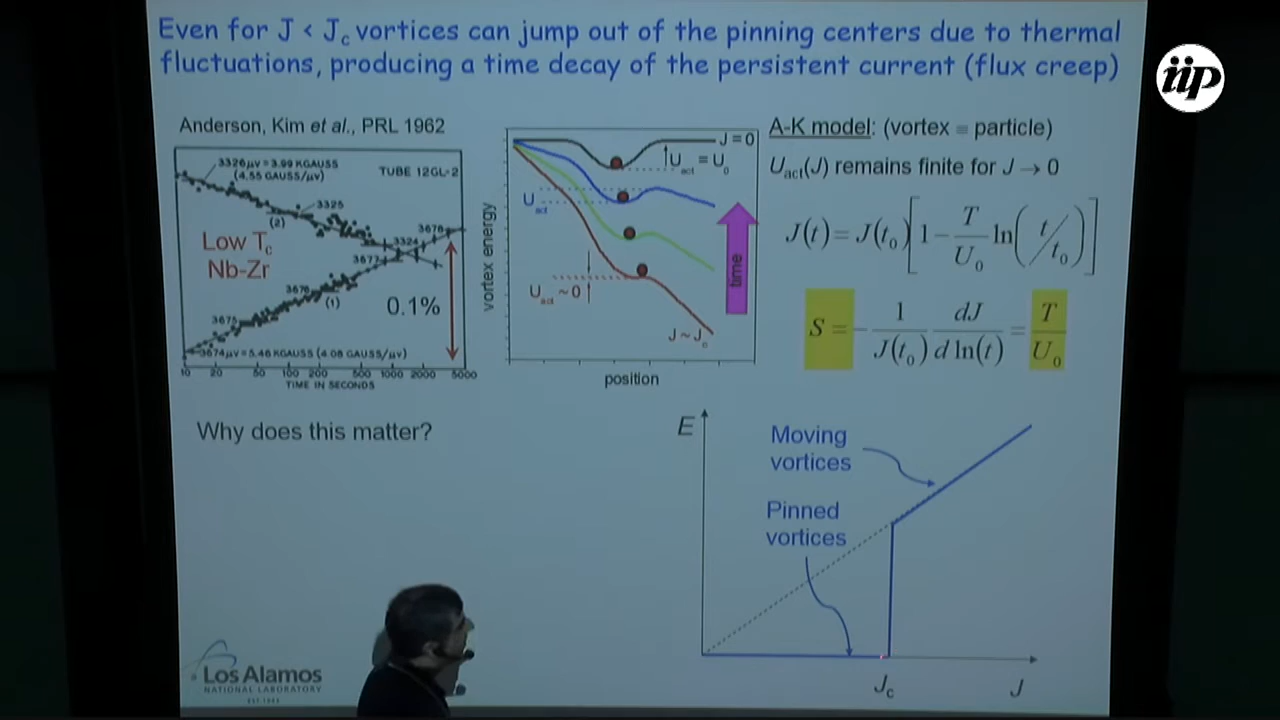 Even for J < Jc vortices can jump out of the pinning centers due to thermal
fluctuations, producing a time decay of the persistent current (flux creep)
iip
Anderson, Kim et al., PRL 1962
3326μV = 3.99 KGAUSS
(4.55 GAUSS/μV)
TUBE 12GL-2
3325
(2)
3324
3678
3677
Low Tc
Nb-Zr
3676
(1)
3675
0.1%
3674μV = 5.46 KGAUSS (4.08 GAUSS/μV)
10 20 50 100 200 500 1000 2000 5000
TIME IN SECONDS
vortex energy
J = 0
Uact = U0
Uact
Uact ~ 0
J ~ Jc
time
position
A-K model: (vortex ≡ particle)
Uact(J) remains finite for J → 0
J(t) = J(t0)[1 − T/U0 ln(t/t0)]
S = − 1/J(t0) dJ/d ln(t) = T/U0
Why does this matter?
E
Moving
vortices
Pinned
vortices
Jc
J
Los Alamos
NATIONAL LABORATORY
EST. 1943